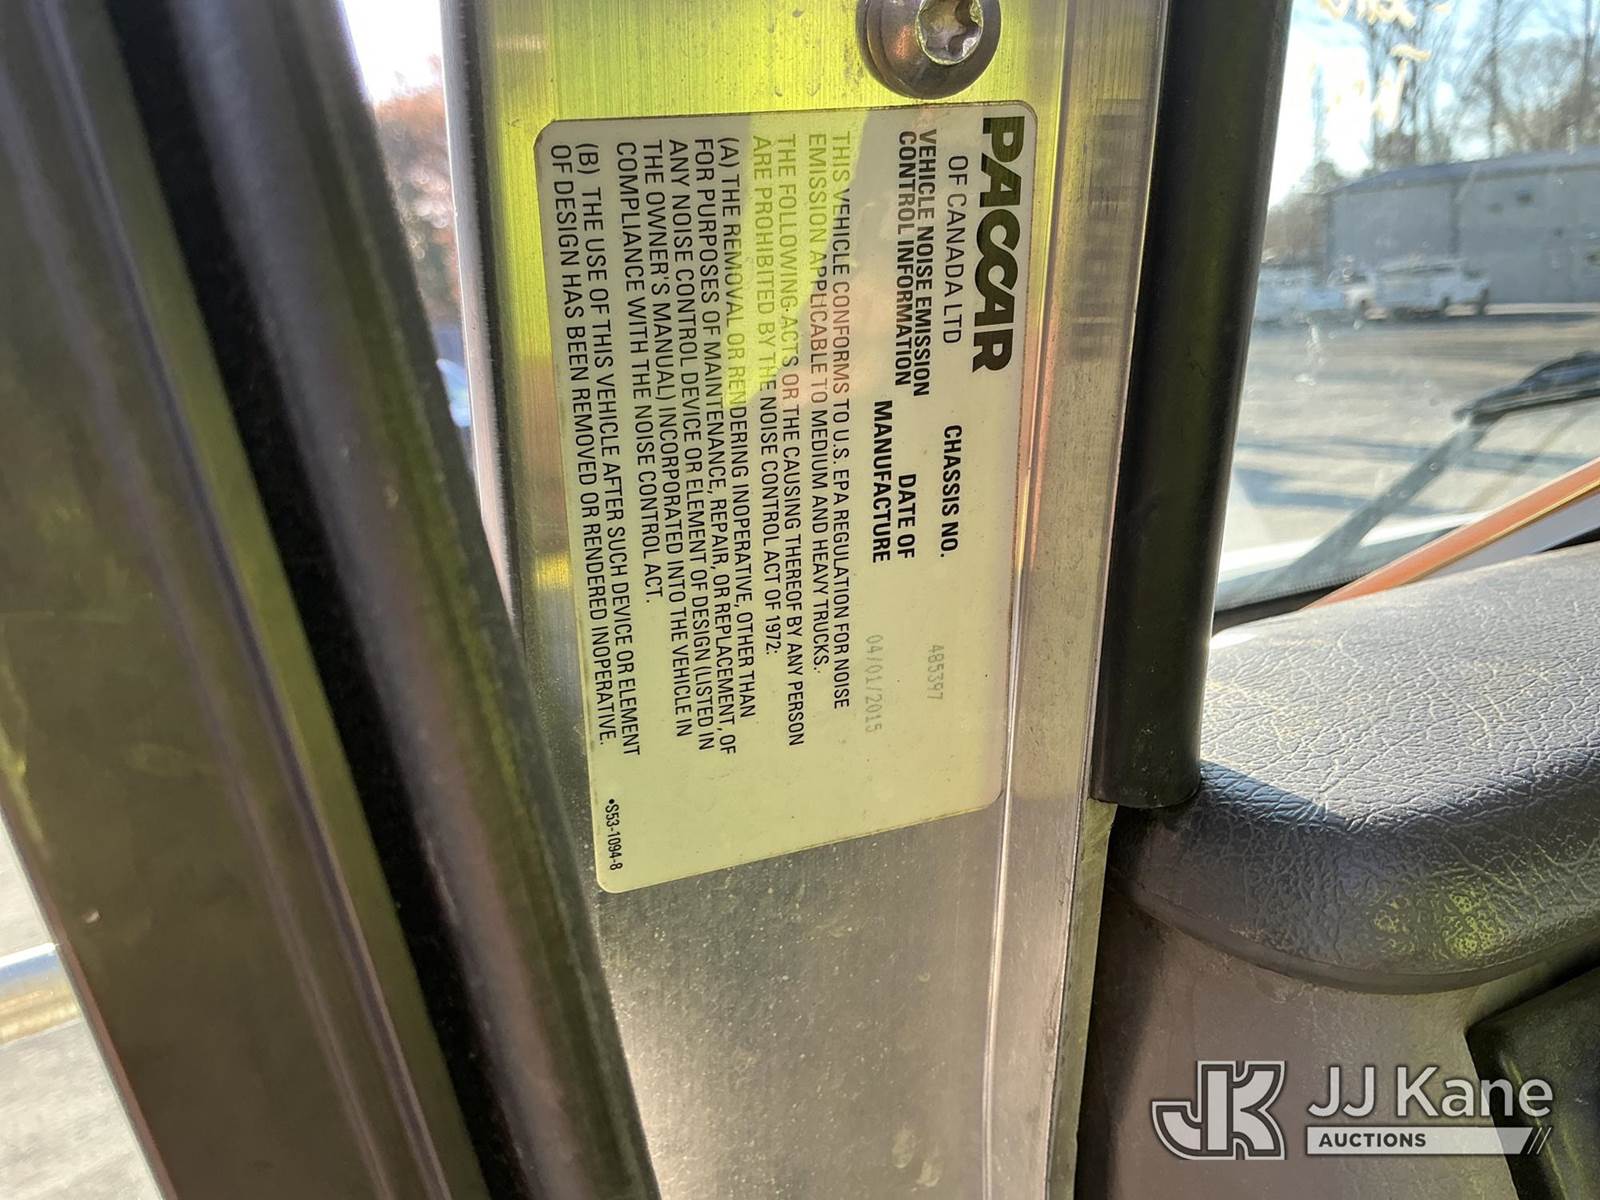 PACCAR
OF CANADA LTD
VEHICLE NOISE EMISSION
CONTROL INFORMATION
CHASSIS NO. 485397
DATE OF
MANUFACTURE 04/01/2015
THIS VEHICLE CONFORMS TO U.S. EPA REGULATION FOR NOISE
EMISSION APPLICABLE TO MEDIUM AND HEAVY TRUCKS.
THE FOLLOWING ACTS OR THE CAUSING THEREOF BY ANY PERSON
ARE PROHIBITED BY THE NOISE CONTROL ACT OF 1972:
(A) THE REMOVAL OR RENDERING INOPERATIVE, OTHER THAN
FOR PURPOSES OF MAINTENANCE, REPAIR, OR REPLACEMENT, OF
ANY NOISE CONTROL DEVICE OR ELEMENT OF DESIGN (LISTED IN
THE OWNER'S MANUAL) INCORPORATED INTO THE VEHICLE IN
COMPLIANCE WITH THE NOISE CONTROL ACT.
(B) THE USE OF THIS VEHICLE AFTER SUCH DEVICE OR ELEMENT
OF DESIGN HAS BEEN REMOVED OR RENDERED INOPERATIVE.
•S53-1094-8
JK JJ Kane
AUCTIONS